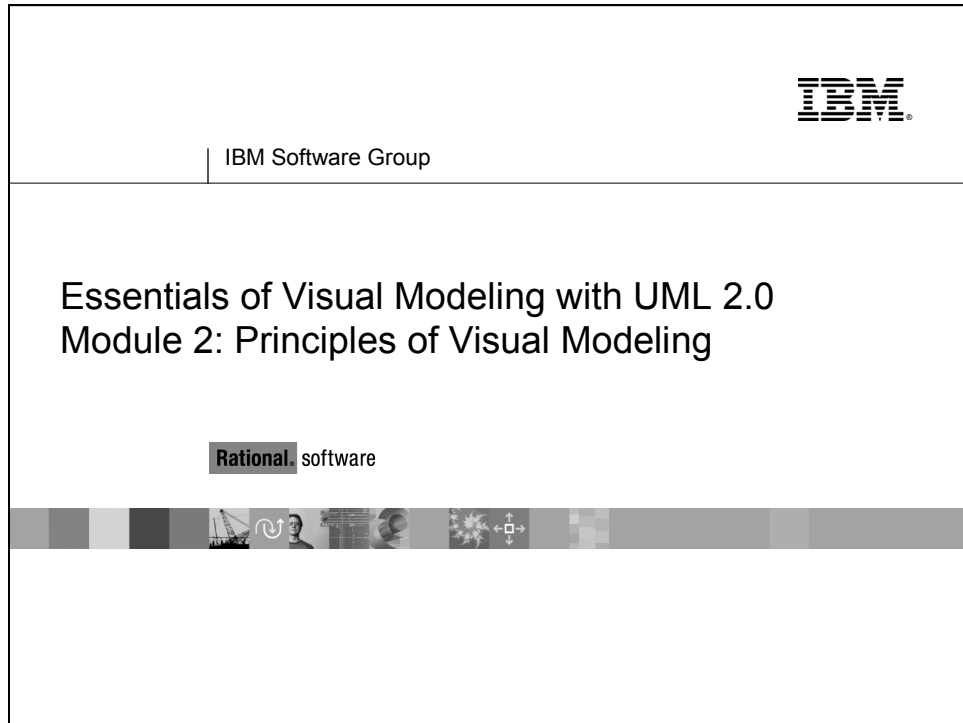 IBM®
IBM Software Group
Essentials of Visual Modeling with UML 2.0
Module 2: Principles of Visual Modeling
Rational® software